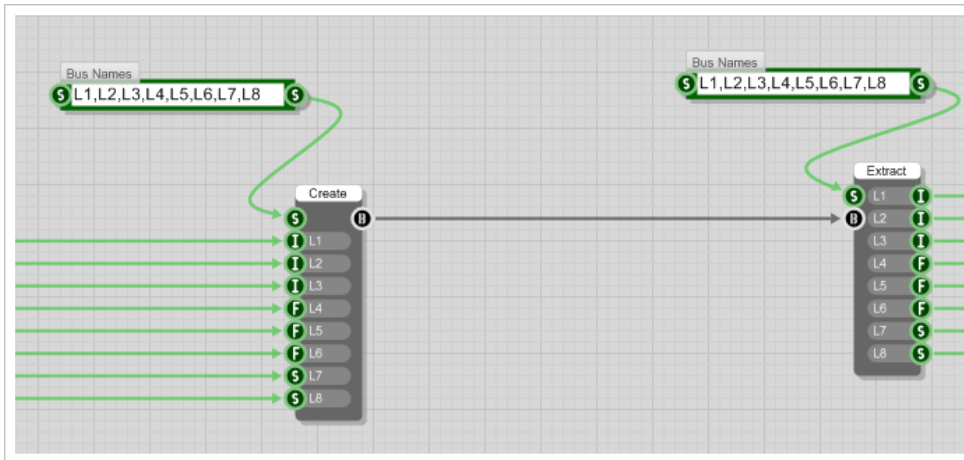 Bus Names
S L1,L2,L3,L4,L5,L6,L7,L8 S
Bus Names
S L1,L2,L3,L4,L5,L6,L7,L8 S
Create
S B
I L1
I L2
I L3
F L4
F L5
F L6
S L7
S L8
Extract
S L1 I
B L2 I
L3 I
L4 F
L5 F
L6 F
L7 S
L8 S